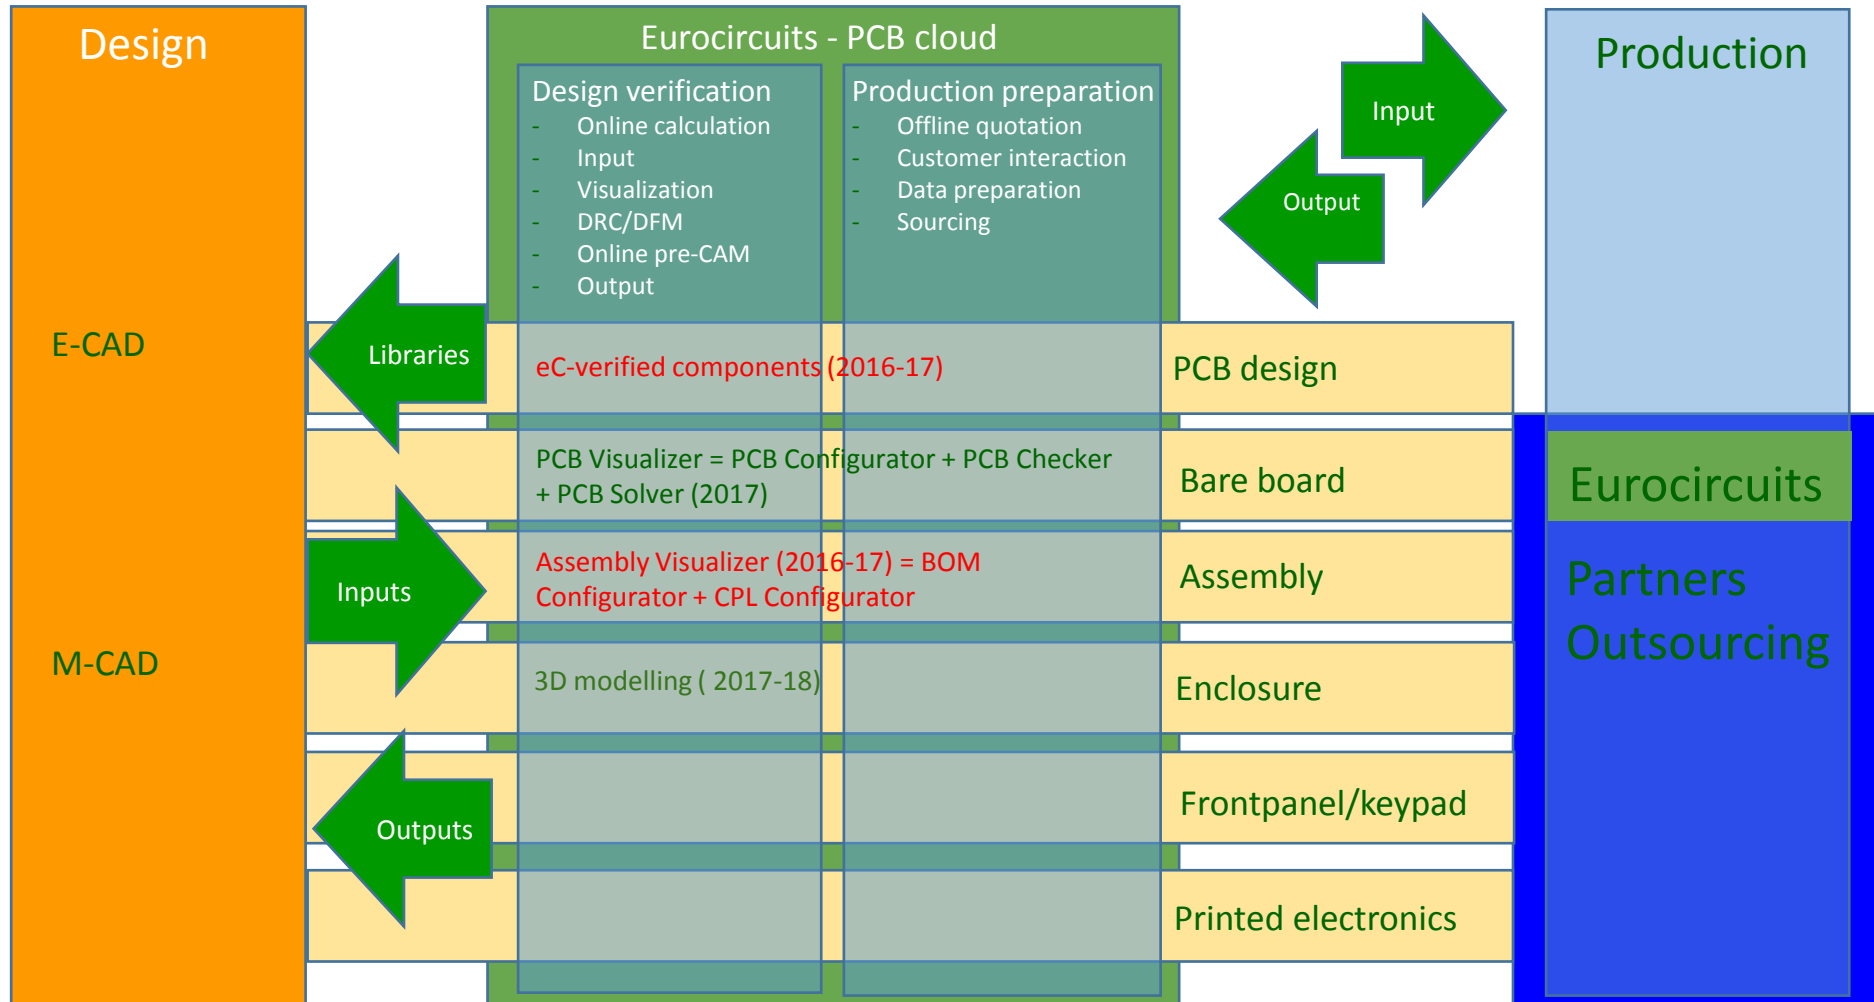 Design
E-CAD
M-CAD
Libraries
Inputs
Outputs
Eurocircuits - PCB cloud
Design verification
- Online calculation
- Input
- Visualization
- DRC/DFM
- Online pre-CAM
- Output
Production preparation
- Offline quotation
- Customer interaction
- Data preparation
- Sourcing
eC-verified components (2016-17)
PCB Visualizer = PCB Configurator + PCB Checker
+ PCB Solver (2017)
Assembly Visualizer (2016-17) = BOM
Configurator + CPL Configurator
3D modelling ( 2017-18)
PCB design
Bare board
Assembly
Enclosure
Frontpanel/keypad
Printed electronics
Input
Output
Production
Eurocircuits
Partners
Outsourcing